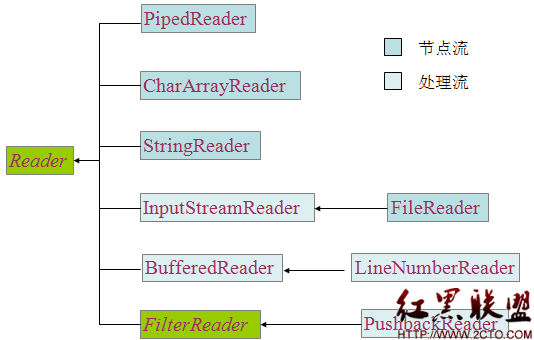 PipedReader
节点流
处理流
CharArrayReader
StringReader
Reader
InputStreamReader
FileReader
BufferedReader
LineNumberReader
FilterReader
PushbackReader
红黑联盟
HTTP://WWW.2CTO.COM